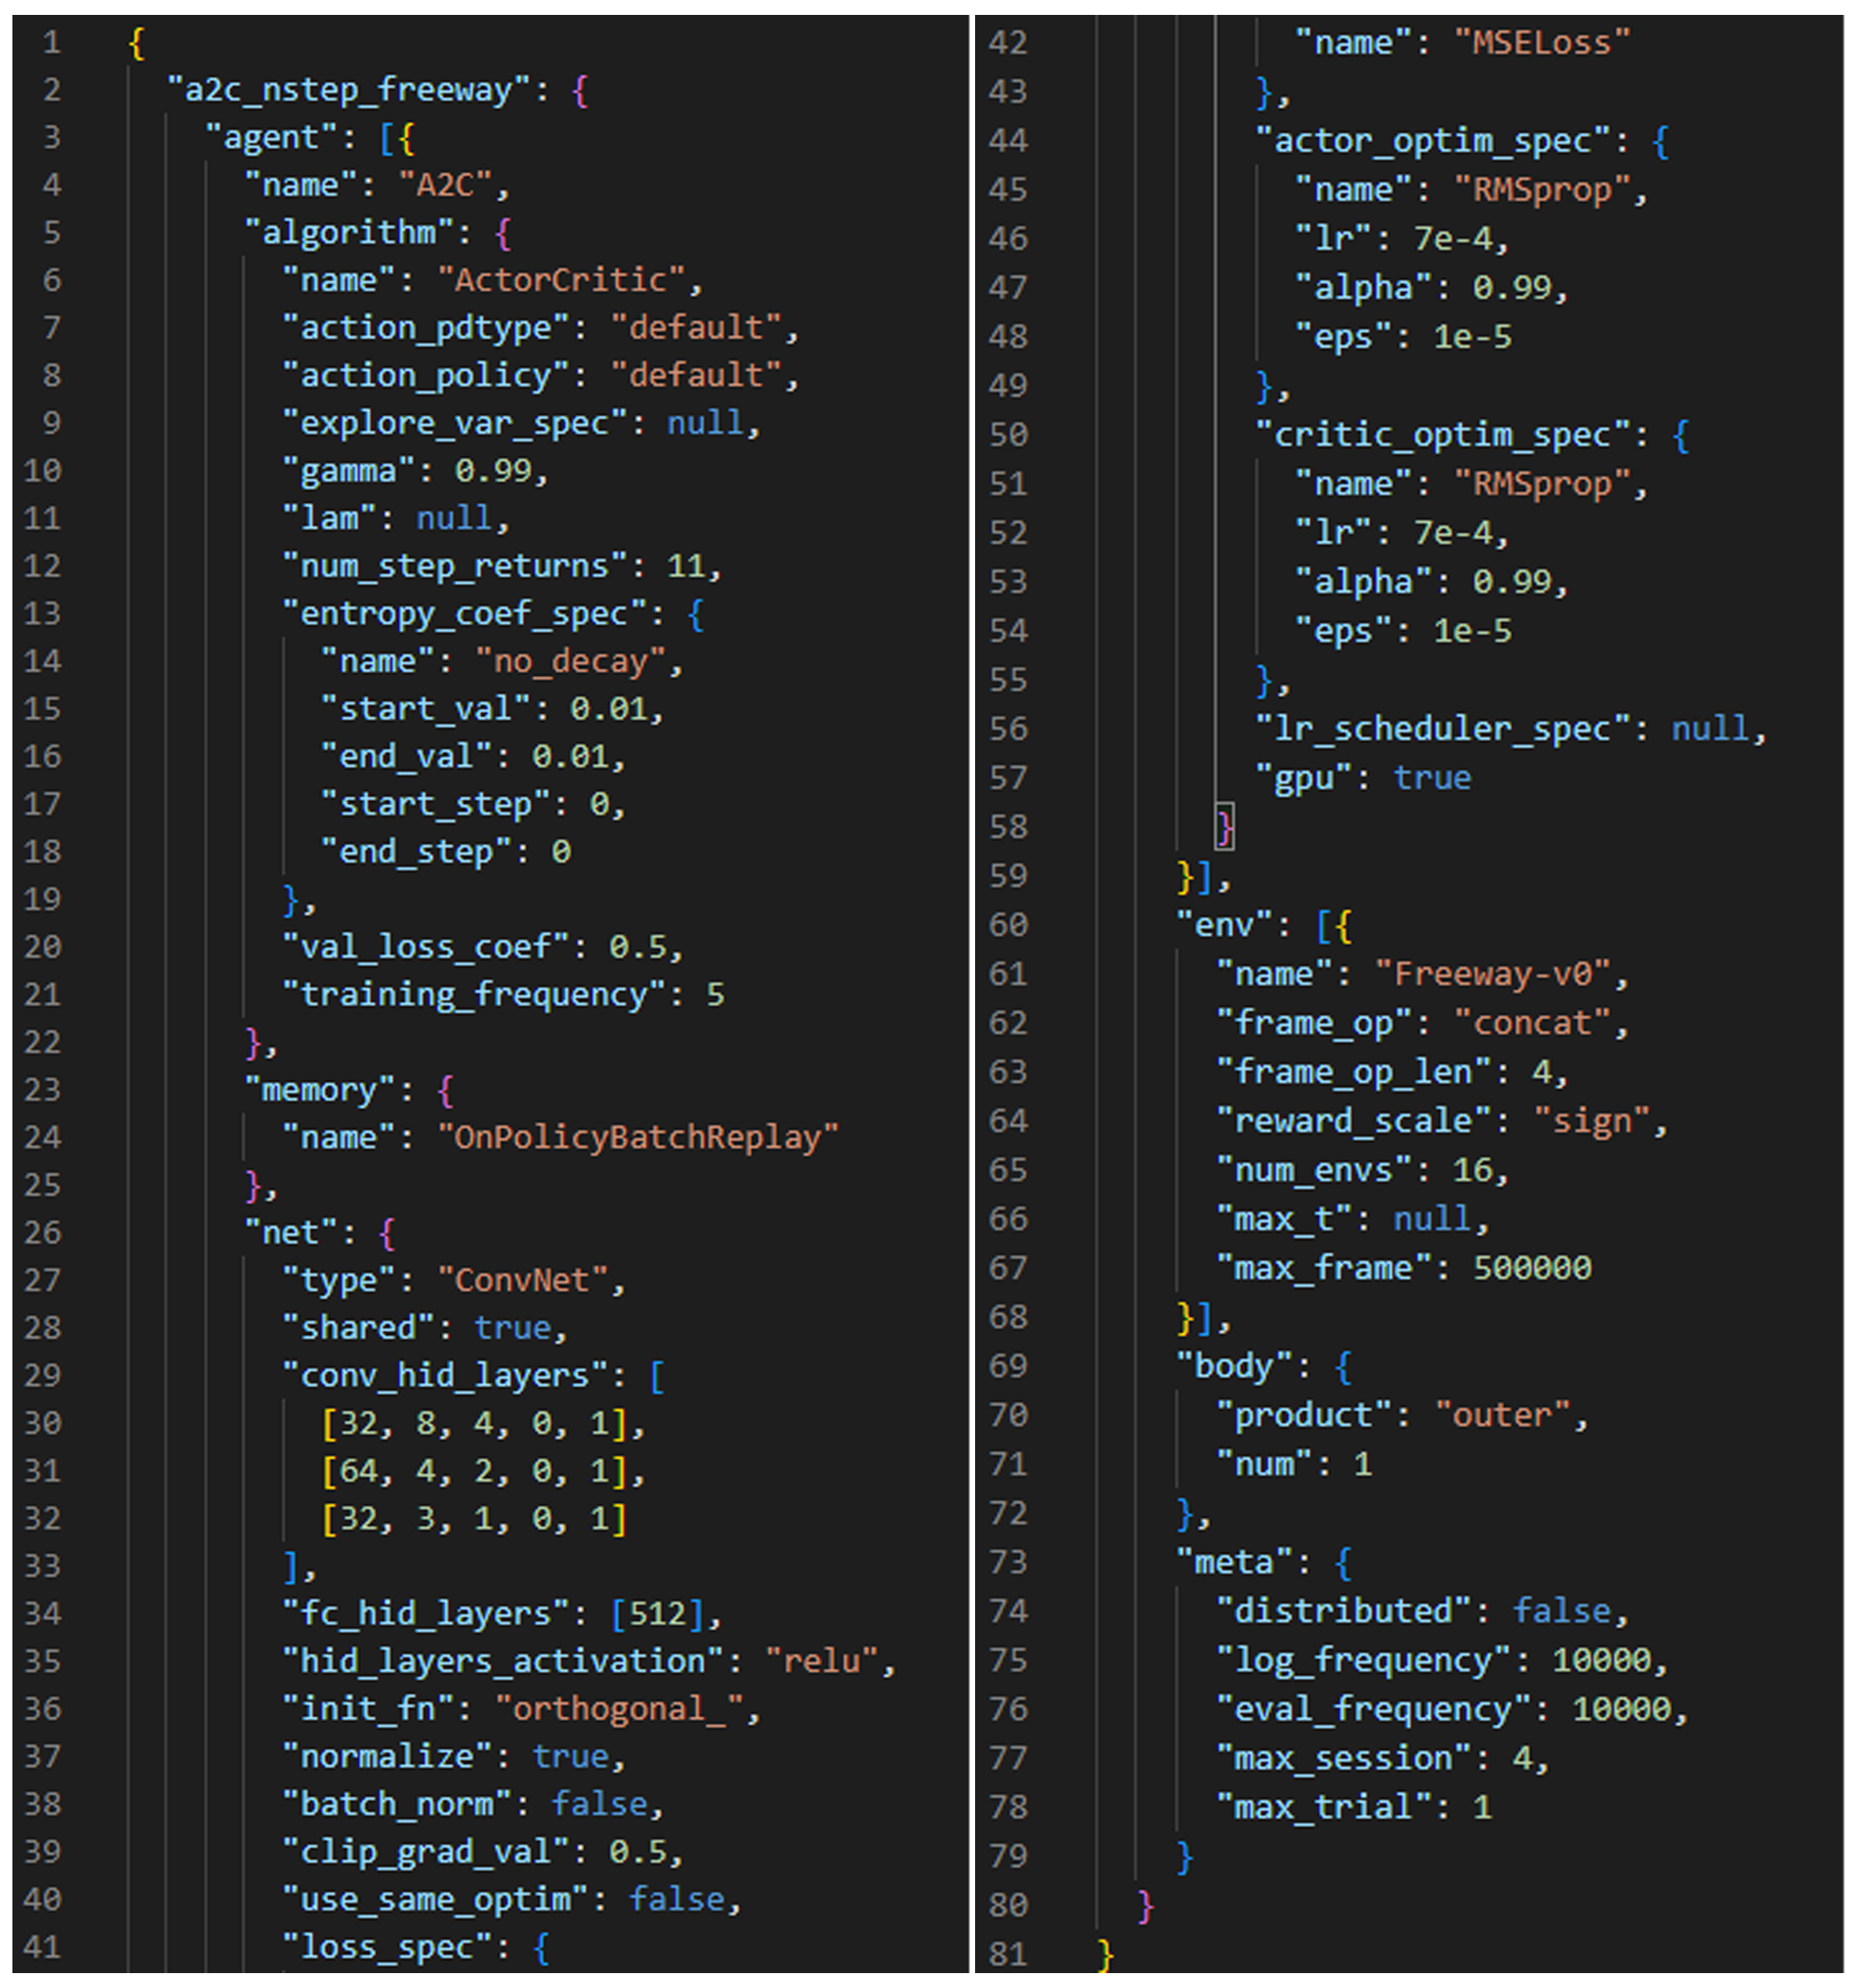 1 {
2 "a2c_nstep_freeway": {
3 "agent": [{
4 "name": "A2C",
5 "algorithm": {
6 "name": "ActorCritic",
7 "action_pdtype": "default",
8 "action_policy": "default",
9 "explore_var_spec": null,
10 "gamma": 0.99,
11 "lam": null,
12 "num_step_returns": 11,
13 "entropy_coef_spec": {
14 "name": "no_decay",
15 "start_val": 0.01,
16 "end_val": 0.01,
17 "start_step": 0,
18 "end_step": 0
19 },
20 "val_loss_coef": 0.5,
21 "training_frequency": 5
22 },
23 "memory": {
24 "name": "OnPolicyBatchReplay"
25 },
26 "net": {
27 "type": "ConvNet",
28 "shared": true,
29 "conv_hid_layers": [
30 [32, 8, 4, 0, 1],
31 [64, 4, 2, 0, 1],
32 [32, 3, 1, 0, 1]
33 ],
34 "fc_hid_layers": [512],
35 "hid_layers_activation": "relu",
36 "init_fn": "orthogonal_",
37 "normalize": true,
38 "batch_norm": false,
39 "clip_grad_val": 0.5,
40 "use_same_optim": false,
41 "loss_spec": {
42 "name": "MSELoss"
43 },
44 "actor_optim_spec": {
45 "name": "RMSprop",
46 "lr": 7e-4,
47 "alpha": 0.99,
48 "eps": 1e-5
49 },
50 "critic_optim_spec": {
51 "name": "RMSprop",
52 "lr": 7e-4,
53 "alpha": 0.99,
54 "eps": 1e-5
55 },
56 "lr_scheduler_spec": null,
57 "gpu": true
58 }
59 }],
60 "env": [{
61 "name": "Freeway-v0",
62 "frame_op": "concat",
63 "frame_op_len": 4,
64 "reward_scale": "sign",
65 "num_envs": 16,
66 "max_t": null,
67 "max_frame": 500000
68 }],
69 "body": {
70 "product": "outer",
71 "num": 1
72 },
73 "meta": {
74 "distributed": false,
75 "log_frequency": 10000,
76 "eval_frequency": 10000,
77 "max_session": 4,
78 "max_trial": 1
79 }
80 }
81 }